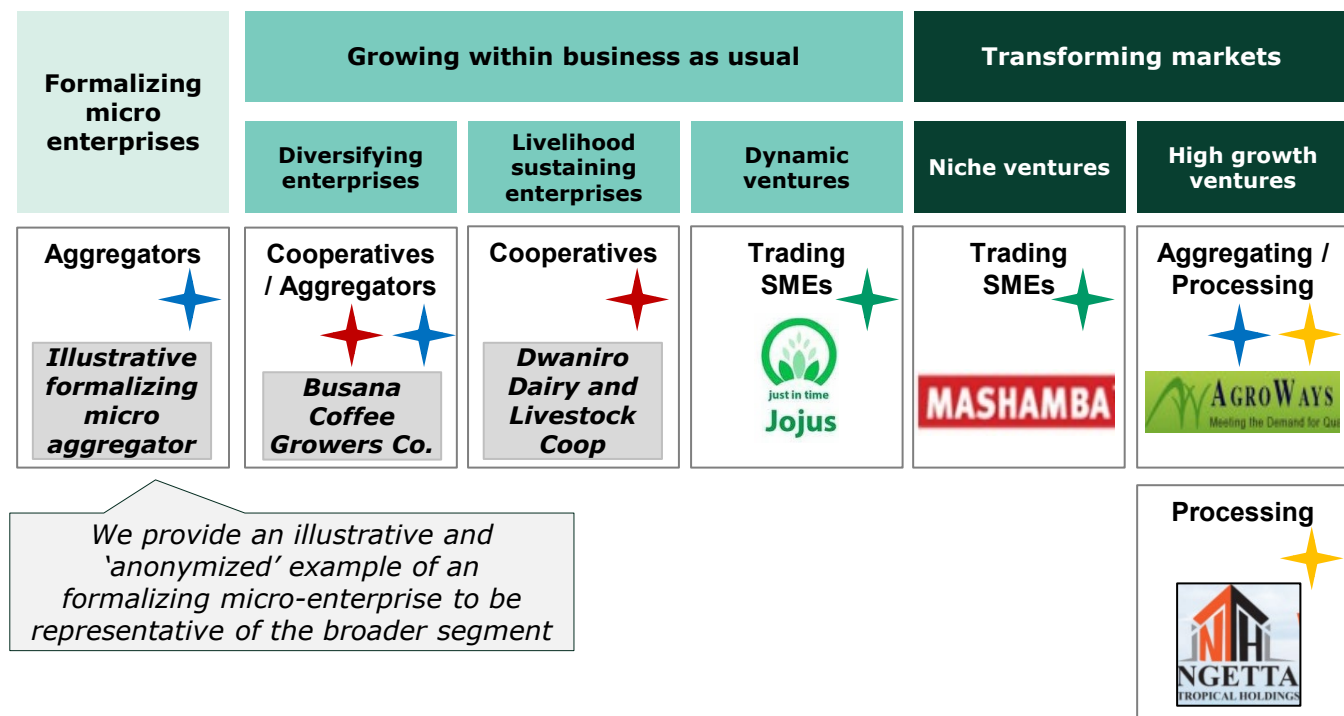 Formalizing
micro
enterprises
Growing within business as usual
Transforming markets
Diversifying
enterprises
Livelihood
sustaining
enterprises
Dynamic
ventures
Niche ventures
High growth
ventures
Aggregators
Illustrative
formalizing
micro
aggregator
Cooperatives
/ Aggregators
Busana
Coffee
Growers Co.
Cooperatives
Dwaniro
Dairy and
Livestock
Coop
Trading
SMEs
just in time
Jojus
Trading
SMEs
MASHAMBA
Aggregating /
Processing
AGROWAYS
Meeting the Demand for Qua
We provide an illustrative and
‘anonymized’ example of an
formalizing micro-enterprise to be
representative of the broader segment
Processing
NTH
NGETTA
TROPICAL HOLDINGS